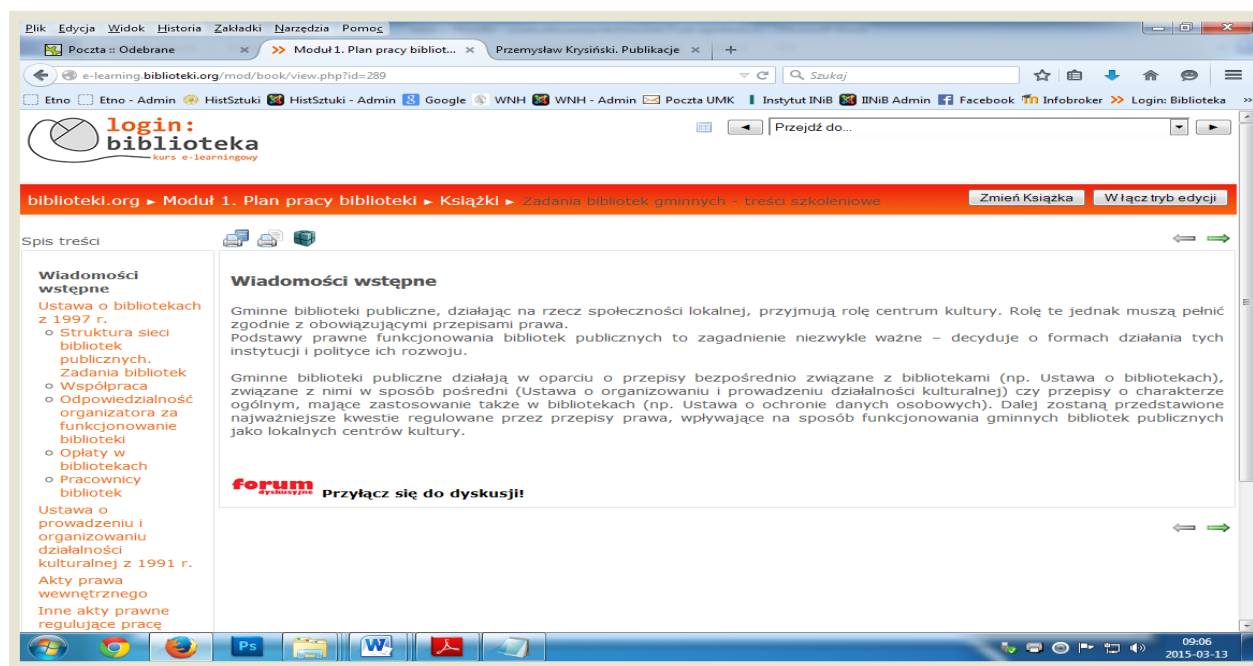 Plik Edycja Widok Historia Zakładki Narzędzia Pomoc
Poczta :: Odebrane
Moduł 1. Plan pracy bibliot...
Przemysław Krysiński. Publikacje
e-learning.biblioteki.org/mod/book/view.php?id=289
Szukaj
Etno Etno - Admin HistSztuki HistSztuki - Admin Google WNH WNH - Admin Poczta UMK Instytut INiB IINiB Admin Facebook Infobroker Login: Biblioteka »
login:
biblioteka
kurs e-learningowy
Przejdź do...
biblioteki.org ► Moduł 1. Plan pracy biblioteki ► Książki ► Zadania bibliotek gminnych - treści szkoleniowe
Zmień Książka
Włącz tryb edycji
Spis treści
Wiadomości
wstępne
Ustawa o bibliotekach
z 1997 r.
Struktura sieci
bibliotek
publicznych.
Zadania bibliotek
Współpraca
Odpowiedzialność
organizatora za
funkcjonowanie
biblioteki
Opłaty w
bibliotekach
Pracownicy
bibliotek
Ustawa o
prowadzeniu i
organizowaniu
działalności
kulturalnej z 1991 r.
Akty prawa
wewnętrznego
Inne akty prawne
regulujące pracę
Wiadomości wstępne
Gminne biblioteki publiczne, działając na rzecz społeczności lokalnej, przyjmują rolę centrum kultury. Rolę te jednak muszą pełnić
zgodnie z obowiązującymi przepisami prawa.
Podstawy prawne funkcjonowania bibliotek publicznych to zagadnienie niezwykle ważne – decyduje o formach działania tych
instytucji i polityce ich rozwoju.
Gminne biblioteki publiczne działają w oparciu o przepisy bezpośrednio związane z bibliotekami (np. Ustawa o bibliotekach),
związane z nimi w sposób pośredni (Ustawa o organizowaniu i prowadzeniu działalności kulturalnej) czy przepisy o charakterze
ogólnym, mające zastosowanie także w bibliotekach (np. Ustawa o ochronie danych osobowych). Dalej zostaną przedstawione
najważniejsze kwestie regulowane przez przepisy prawa, wpływające na sposób funkcjonowania gminnych bibliotek publicznych
jako lokalnych centrów kultury.
forum
dyskusyjne
Przyłącz się do dyskusji!
Ps
W
09:06
2015-03-13